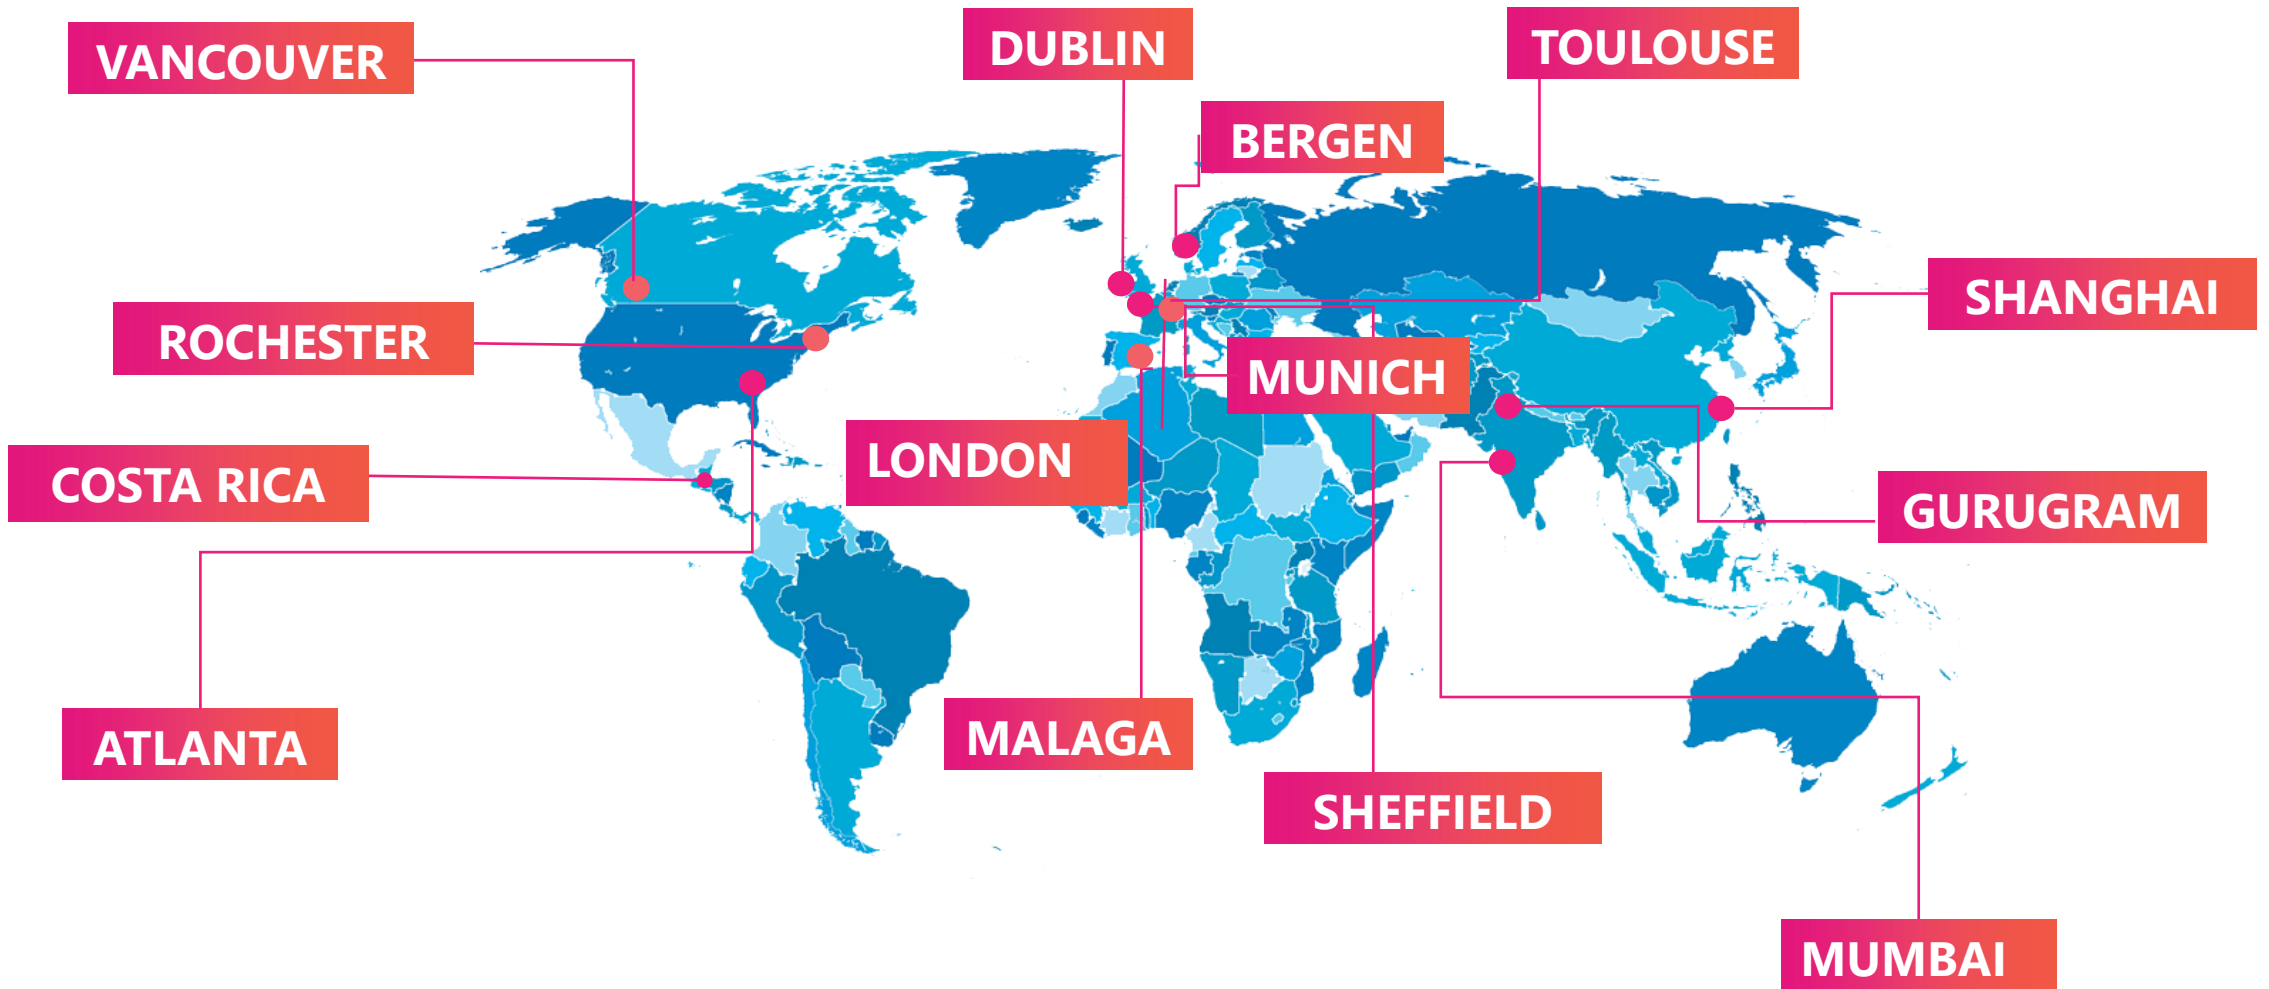 VANCOUVER
DUBLIN
TOULOUSE
BERGEN
SHANGHAI
ROCHESTER
MUNICH
LONDON
COSTA RICA
GURUGRAM
ATLANTA
MALAGA
SHEFFIELD
MUMBAI